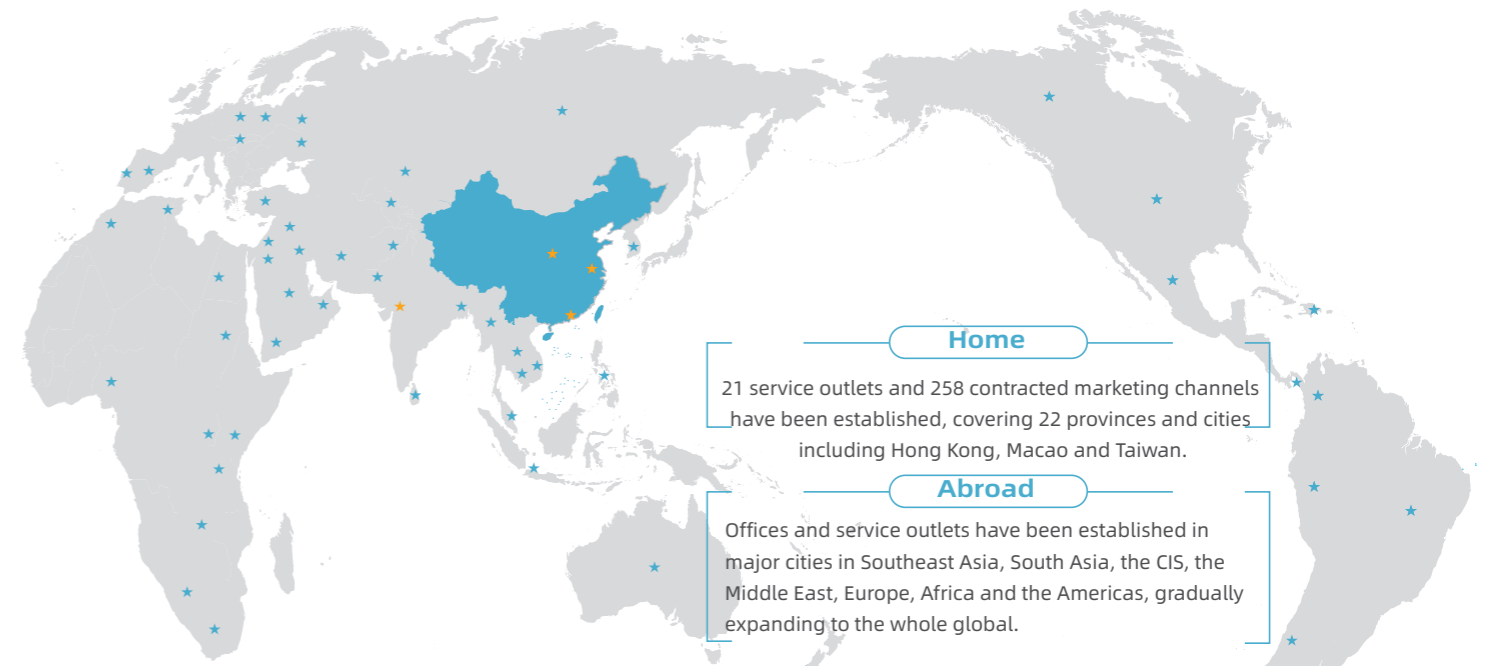 Home
21 service outlets and 258 contracted marketing channels
have been established, covering 22 provinces and cities
including Hong Kong, Macao and Taiwan.
Abroad
Offices and service outlets have been established in
major cities in Southeast Asia, South Asia, the CIS, the
Middle East, Europe, Africa and the Americas, gradually
expanding to the whole global.